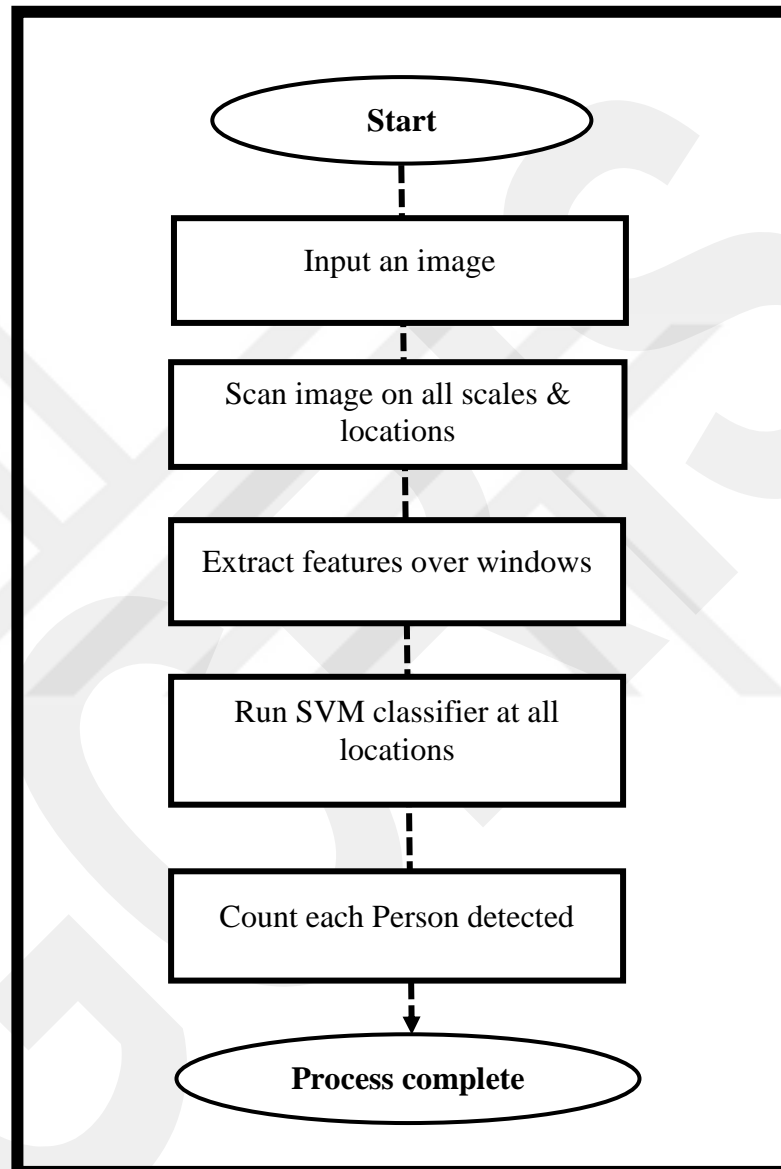 Start
Input an image
Scan image on all scales &
locations
Extract features over windows
Run SVM classifier at all
locations
Count each Person detected
Process complete